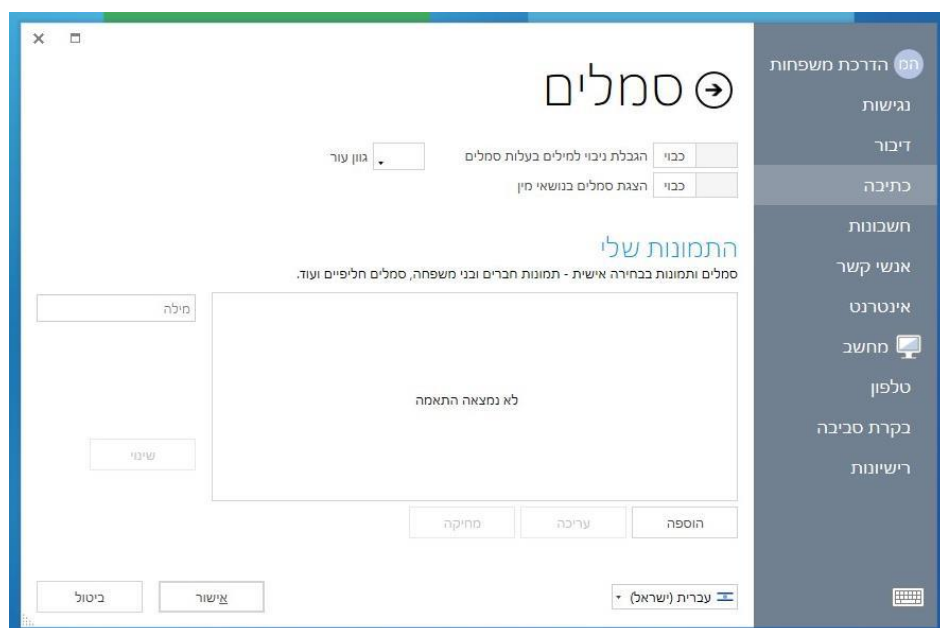 הדרכת משפחות
המ
נגישות
דיבור
כתיבה
חשבונות
אנשי קשר
אינטרנט
מחשב
טלפון
בקרת סביבה
רישיונות
סמלים
כבוי הגבלת ניבוי למילים בעלות סמלים גוון עור
כבוי הצגת סמלים בנושאי מין
התמונות שלי
סמלים ותמונות בבחירה אישית - תמונות חברים ובני משפחה, סמלים חליפיים ועוד.
מילה
לא נמצאה התאמה
שינוי
הוספה עריכה מחיקה
עברית (ישראל) אישור ביטול